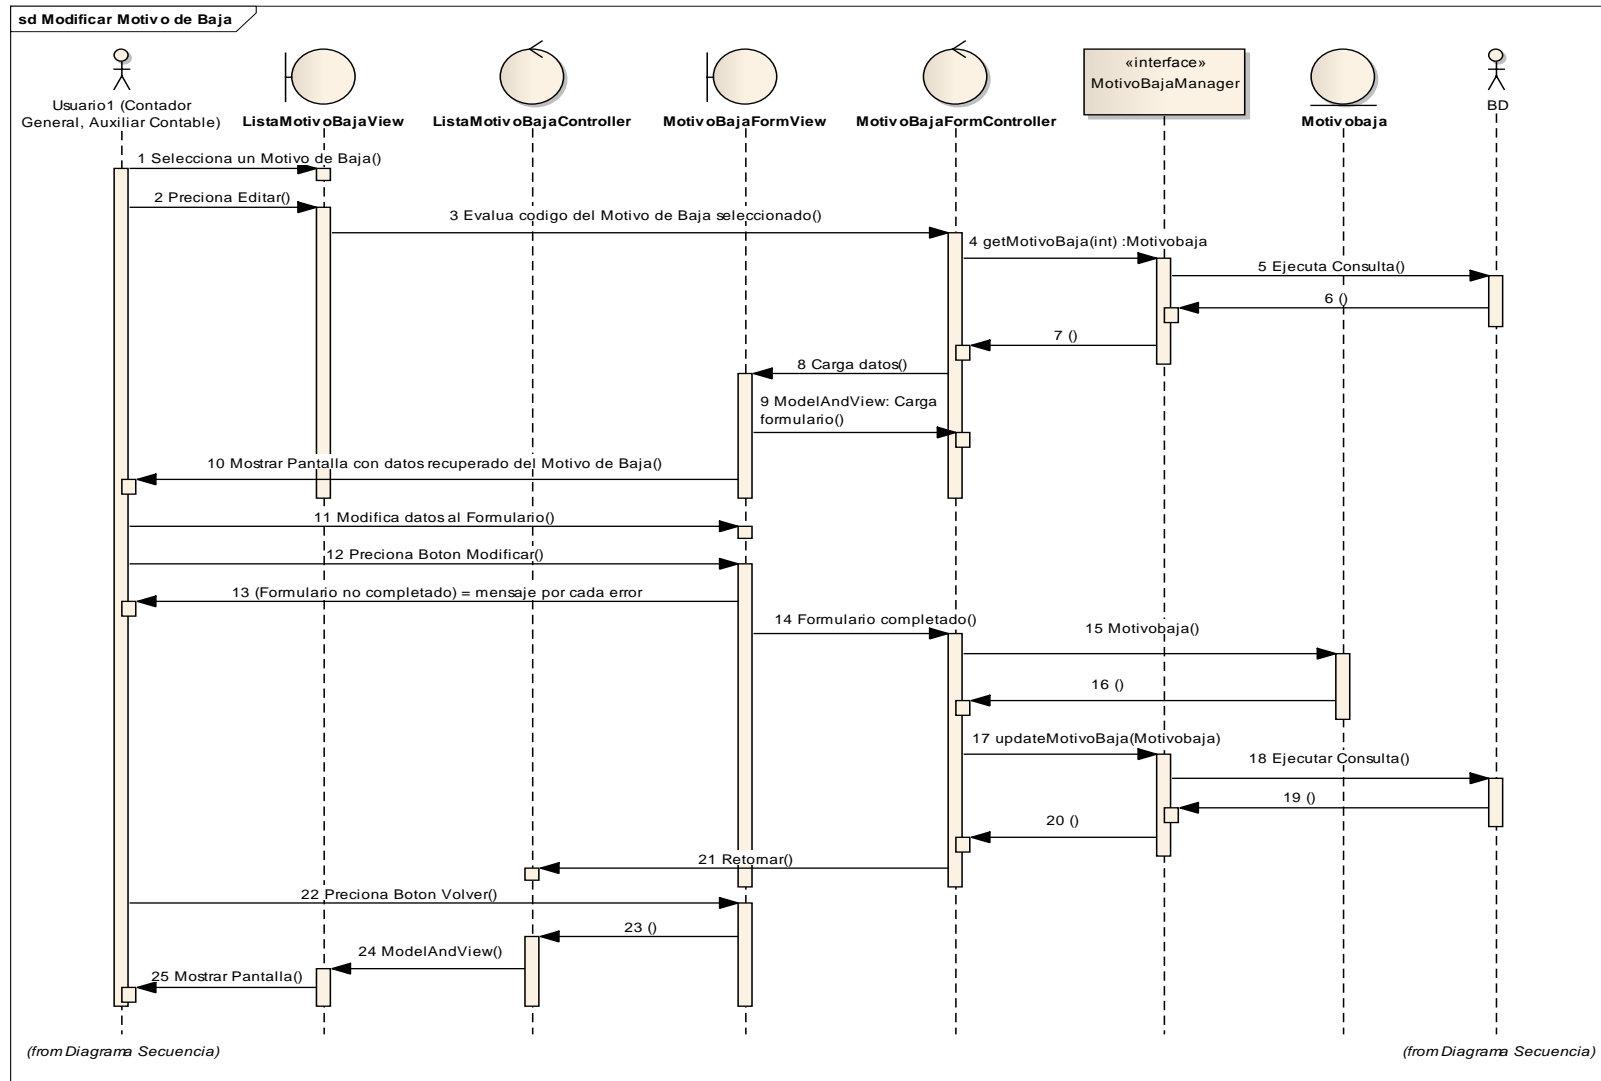 sd Modificar Motivo de Baja
Usuario1 (Contador
General, Auxiliar Contable)
ListaMotivoBajaView
ListaMotivoBajaController
MotivoBajaFormView
MotivoBajaFormController
«interface»
MotivoBajaManager
Motivobaja
BD
1 Selecciona un Motivo de Baja()
2 Preciona Editar()
3 Evalua codigo del Motivo de Baja seleccionado()
4 getMotivoBaja(int) :Motivobaja
5 Ejecuta Consulta()
6 ()
7 ()
8 Carga datos()
9 ModelAndView: Carga
formulario()
10 Mostrar Pantalla con datos recuperado del Motivo de Baja()
11 Modifica datos al Formulario()
12 Preciona Boton Modificar()
13 (Formulario no completado) = mensaje por cada error
14 Formulario completado()
15 Motivobaja()
16 ()
17 updateMotivoBaja(Motivobaja)
18 Ejecutar Consulta()
19 ()
20 ()
21 Retornar()
22 Preciona Boton Volver()
23 ()
24 ModelAndView()
25 Mostrar Pantalla()
(from Diagrama Secuencia)
(from Diagrama Secuencia)